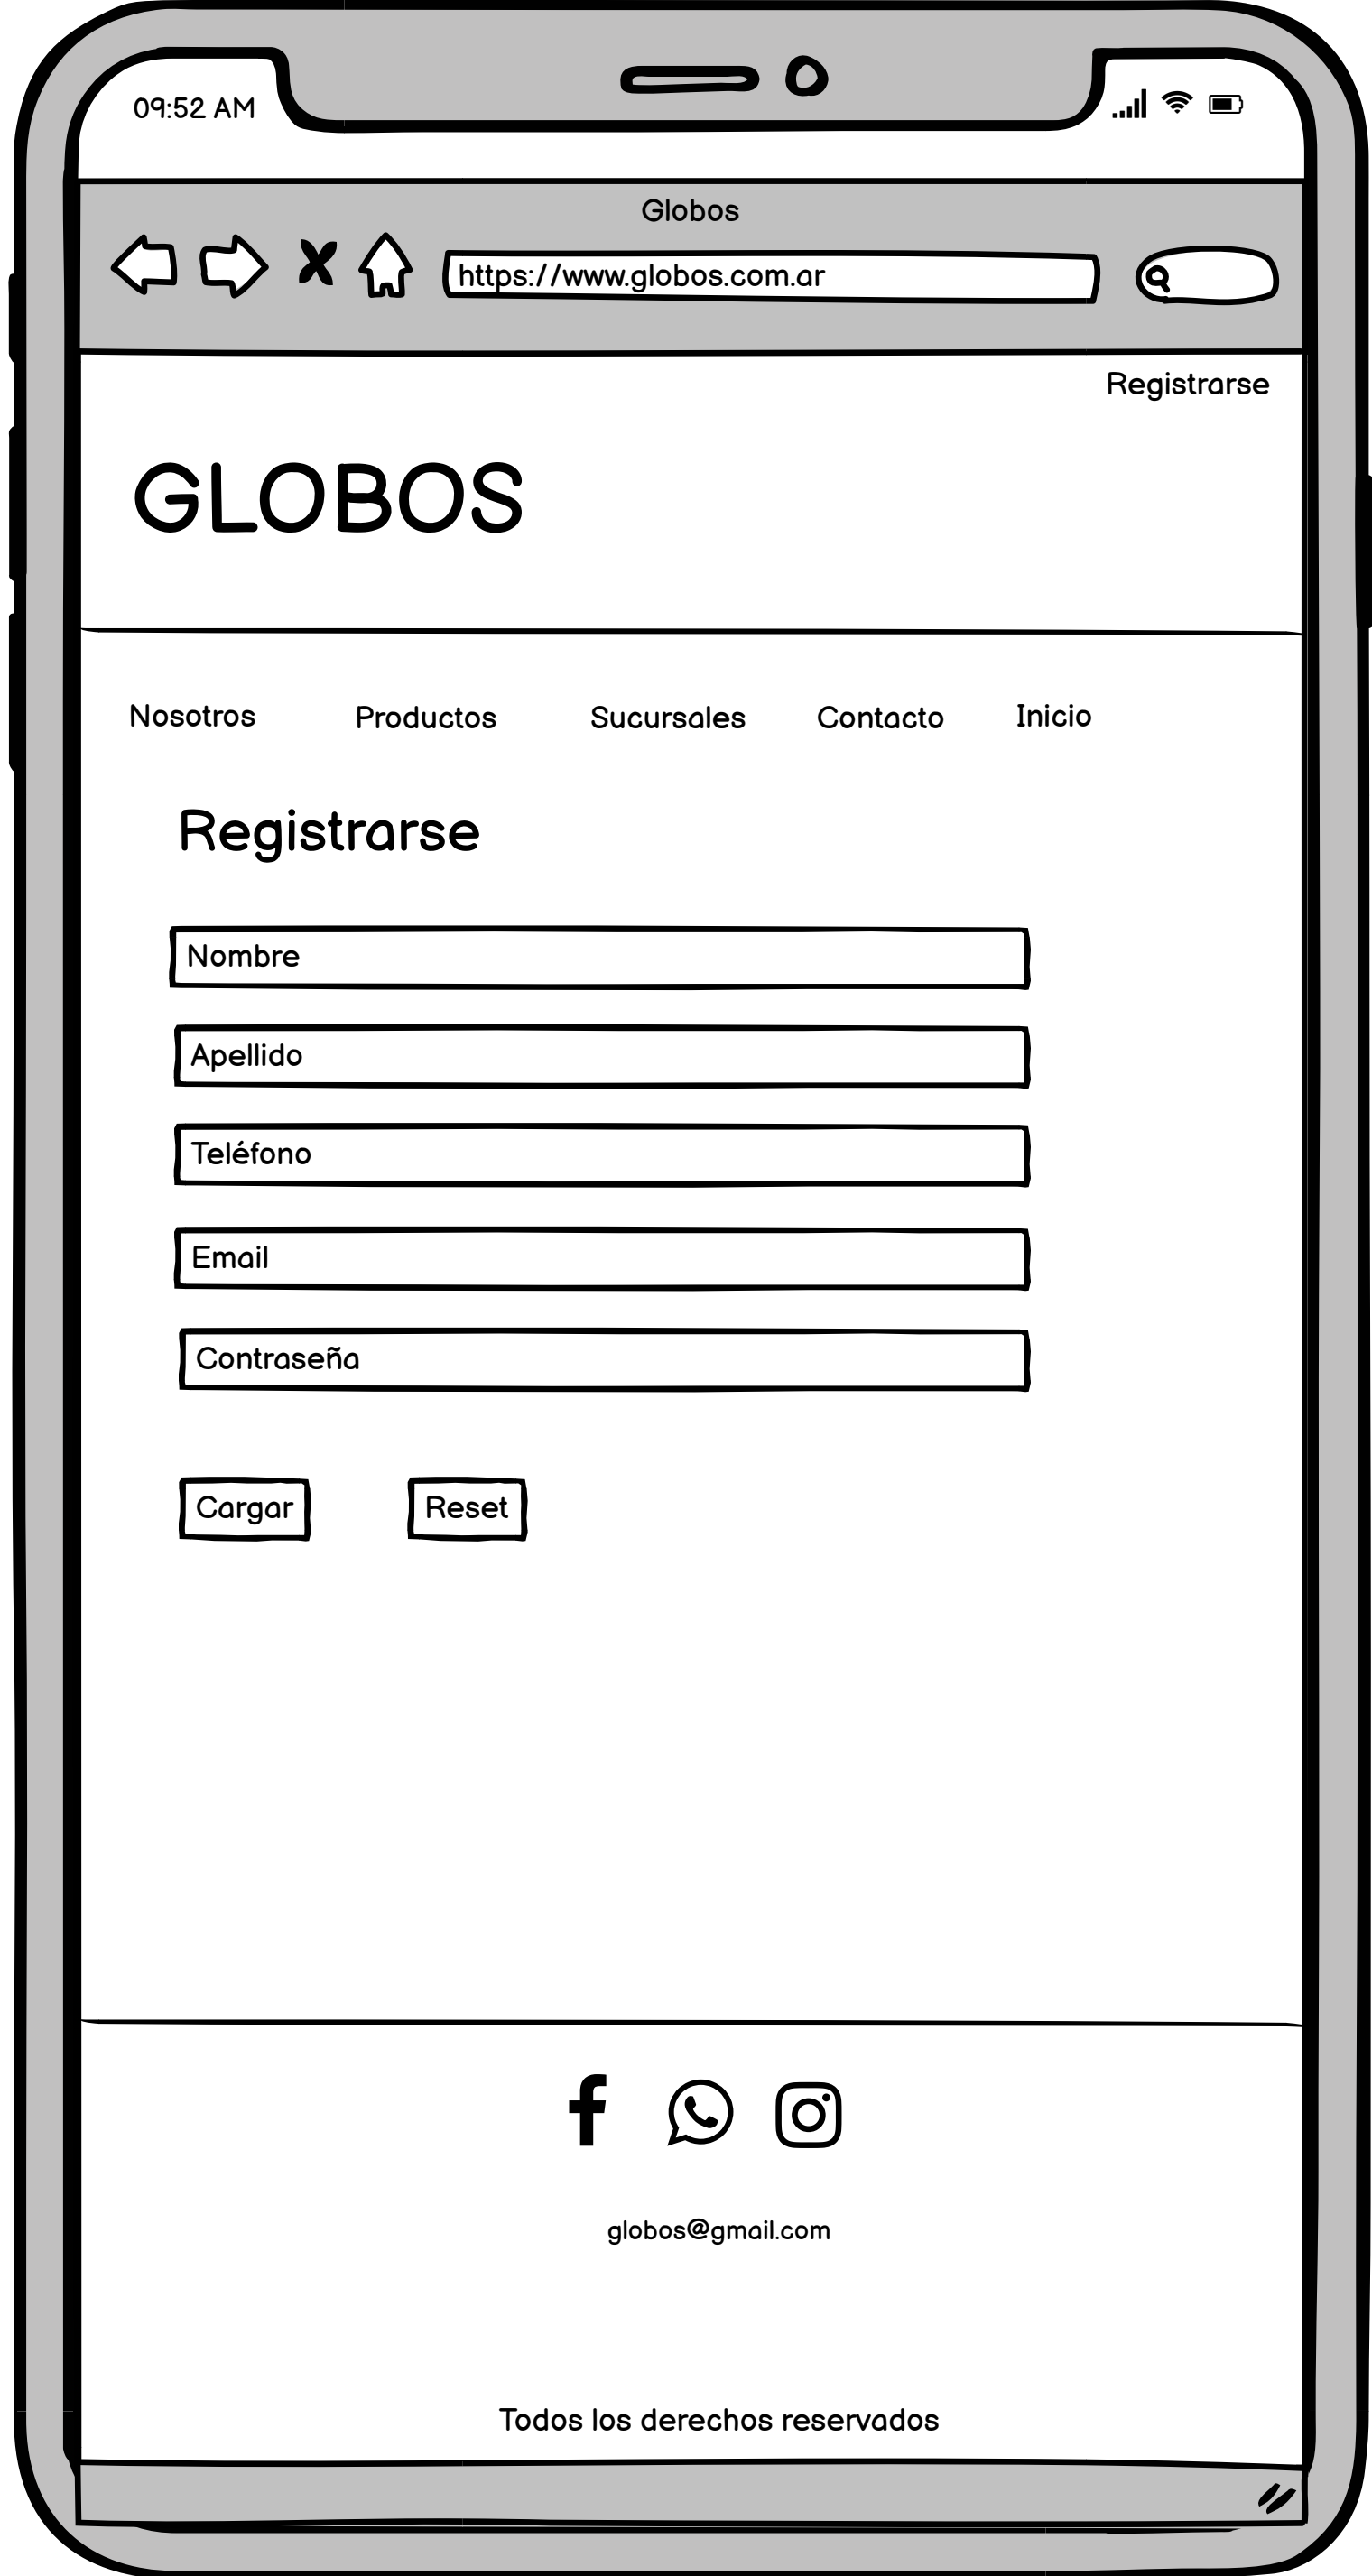 09:52 AM
Globos
https://www.globos.com.ar
Registrarse
GLOBOS
Nosotros Productos Sucursales Contacto Inicio
Registrarse
Nombre
Apellido
Teléfono
Email
Contraseña
Cargar Reset
globos@gmail.com
Todos los derechos reservados